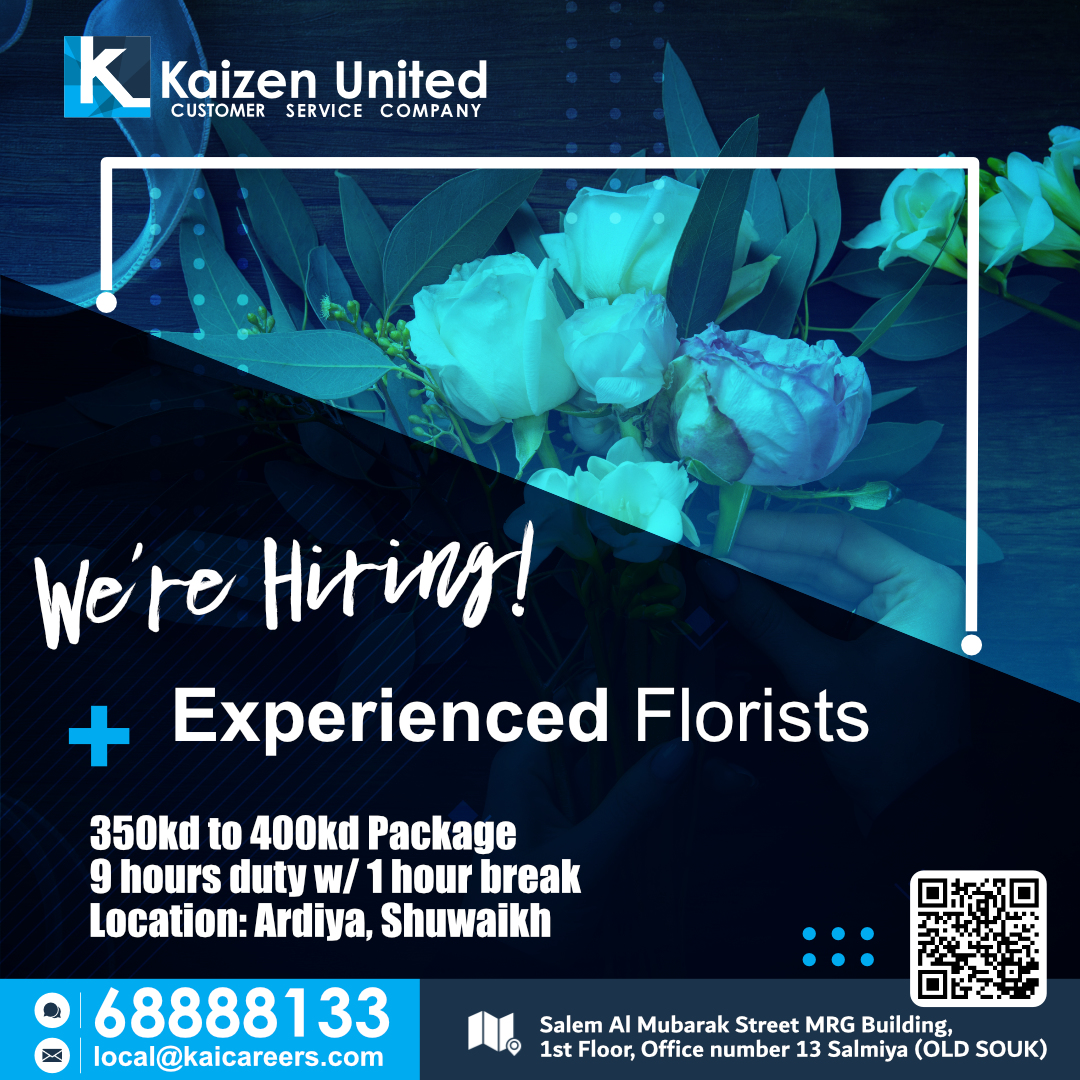 K
Kaizen United
CUSTOMER SERVICE COMPANY
We're Hiring!
Experienced Florists
350kd to 400kd Package
9 hours duty w/ 1 hour break
Location: Ardiya, Shuwaikh
68888133
local@kaicareers.com
Salem Al Mubarak Street MRG Building,
1st Floor, Office number 13 Salmiya (OLD SOUK)